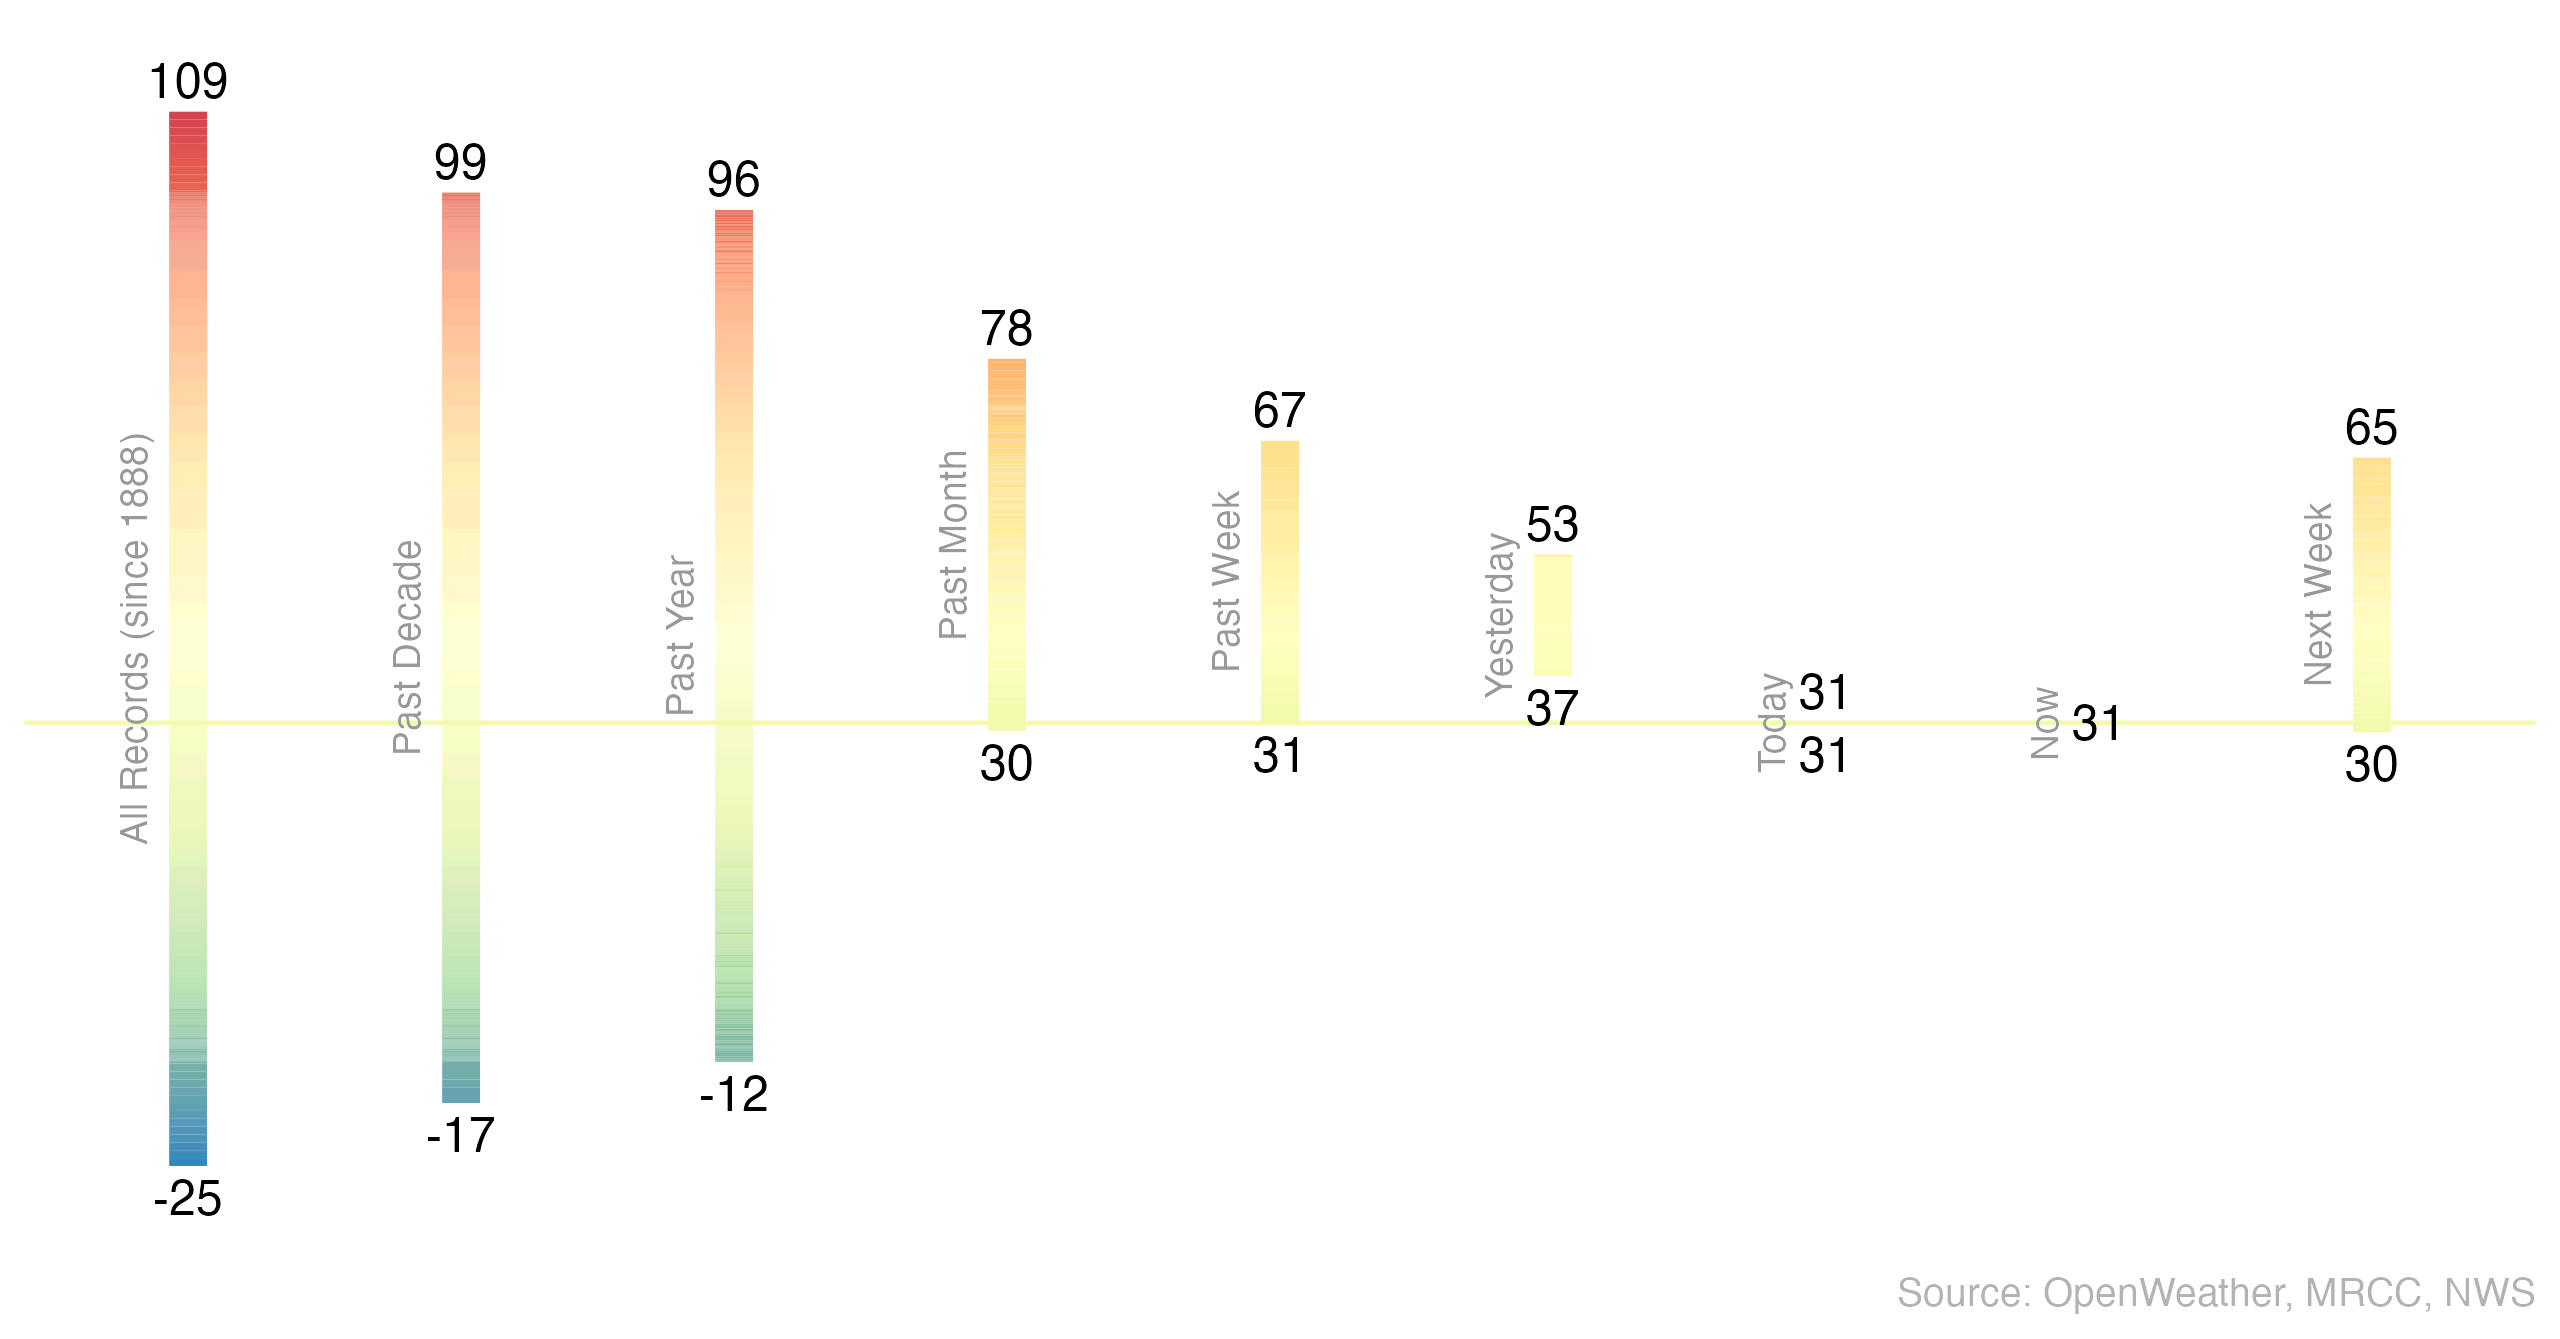 109
All Records (since 1888)
-25
99
Past Decade
-17
96
Past Year
-12
78
Past Month
30
67
Past Week
31
53
Yesterday
37
31
Today
31
Now
31
65
Next Week
30
Source: OpenWeather, MRCC, NWS